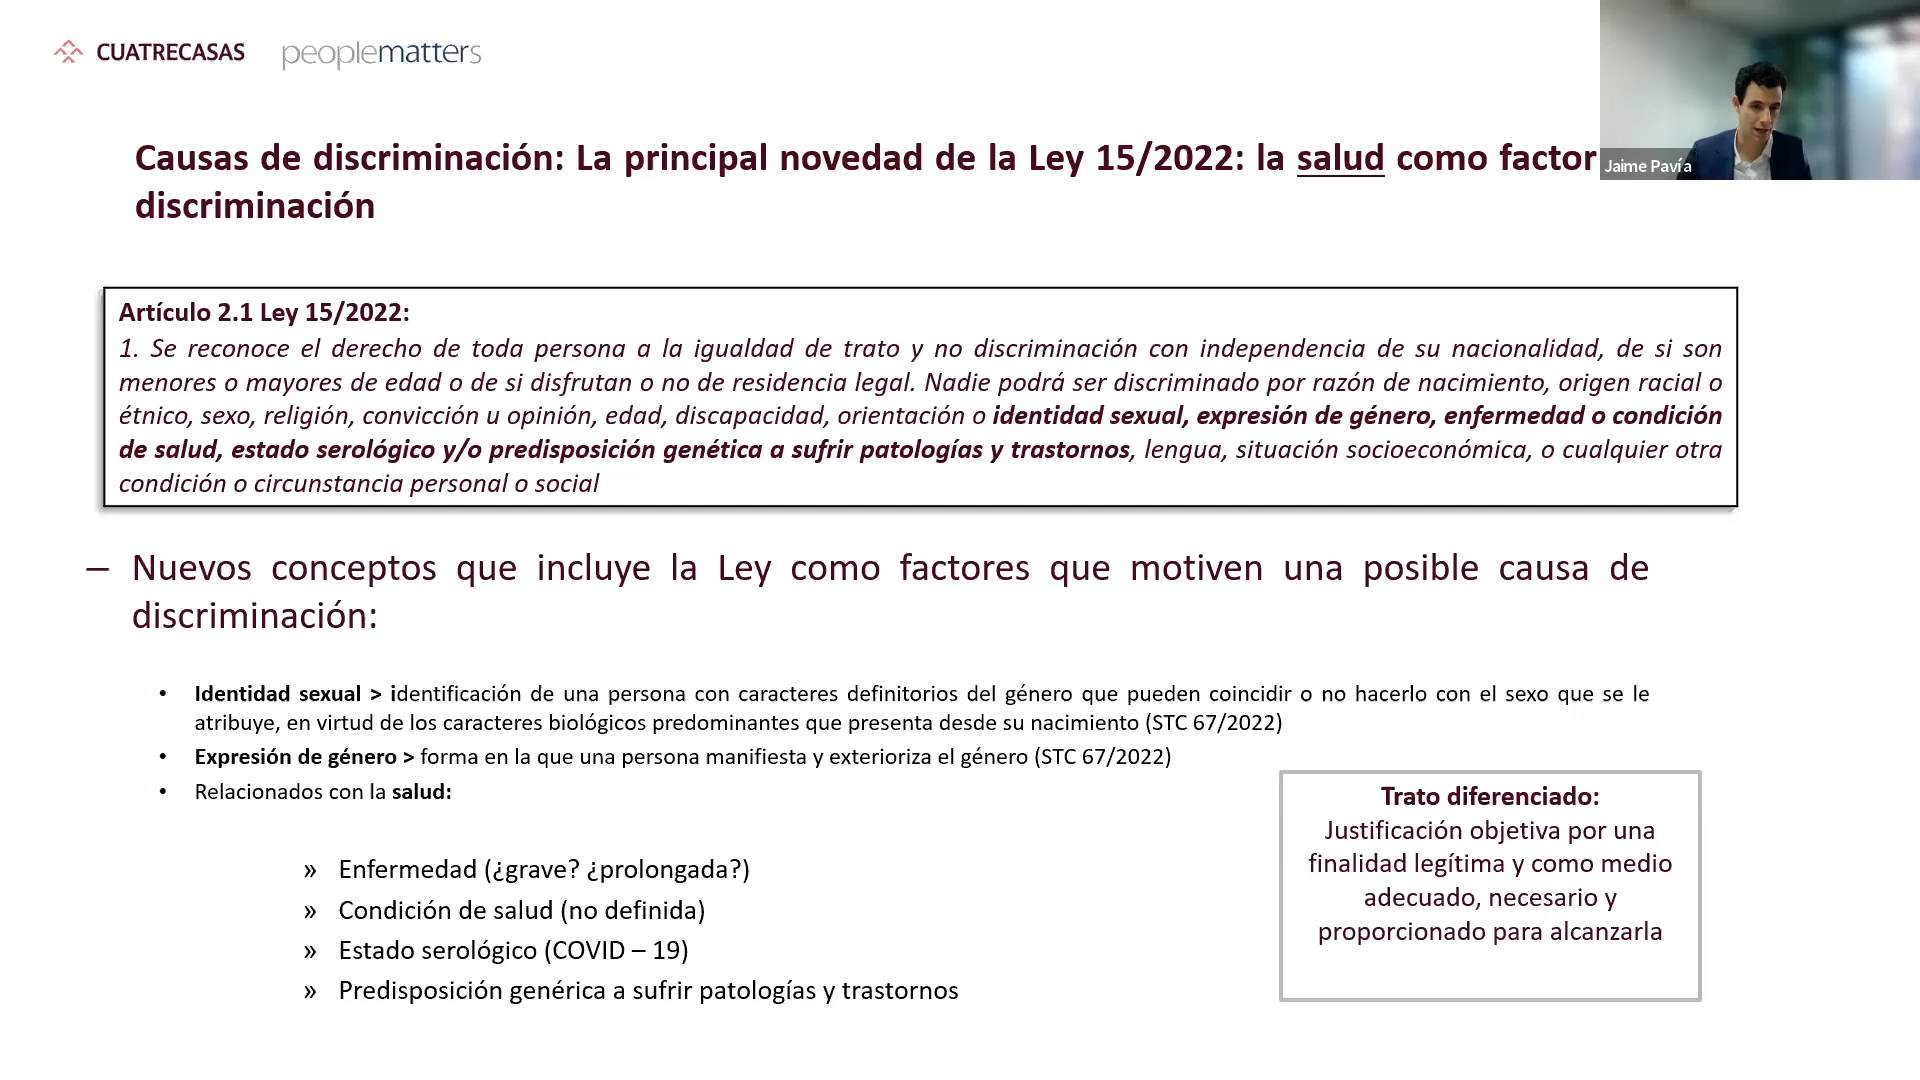 CUATRECASAS
peoplematters
Jaime Pavía
Causas de discriminación: La principal novedad de la Ley 15/2022: la salud como factor
discriminación
Artículo 2.1 Ley 15/2022:
1. Se reconoce el derecho de toda persona a la igualdad de trato y no discriminación con independencia de su nacionalidad, de si son
menores o mayores de edad o de si disfrutan o no de residencia legal. Nadie podrá ser discriminado por razón de nacimiento, origen racial o
étnico, sexo, religión, convicción u opinión, edad, discapacidad, orientación o identidad sexual, expresión de género, enfermedad o condición
de salud, estado serológico y/o predisposición genética a sufrir patologías y trastornos, lengua, situación socioeconómica, o cualquier otra
condición o circunstancia personal o social
– Nuevos conceptos que incluye la Ley como factores que motiven una posible causa de
discriminación:
• Identidad sexual > identificación de una persona con caracteres definitorios del género que pueden coincidir o no hacerlo con el sexo que se le
atribuye, en virtud de los caracteres biológicos predominantes que presenta desde su nacimiento (STC 67/2022)
• Expresión de género > forma en la que una persona manifiesta y exterioriza el género (STC 67/2022)
• Relacionados con la salud:
» Enfermedad (¿grave? ¿prolongada?)
» Condición de salud (no definida)
» Estado serológico (COVID – 19)
» Predisposición genérica a sufrir patologías y trastornos
Trato diferenciado:
Justificación objetiva por una
finalidad legítima y como medio
adecuado, necesario y
proporcionado para alcanzarla